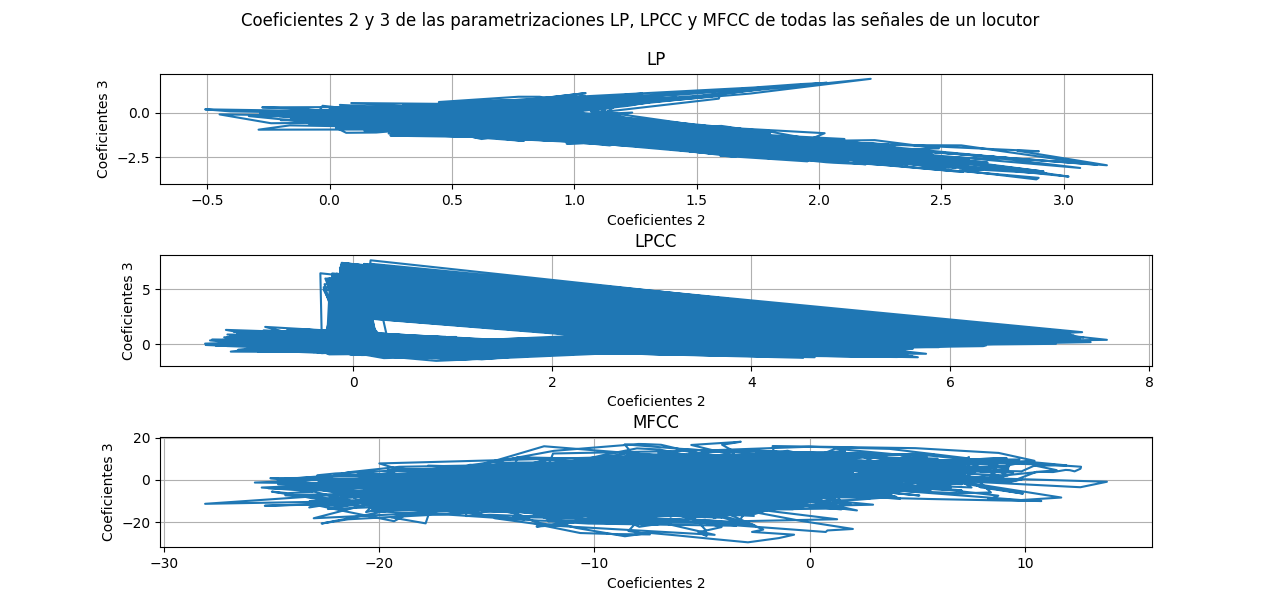 Coeficientes 2 y 3 de las parametrizaciones LP, LPCC y MFCC de todas las señales de un locutor
LP
Coeficientes 3
0.0
−2.5
−0.5 0.0 0.5 1.0 1.5 2.0 2.5 3.0
Coeficientes 2
LPCC
Coeficientes 3
5
0
0 2 4 6 8
Coeficientes 2
MFCC
Coeficientes 3
20
0
−20
−30 −20 −10 0 10
Coeficientes 2